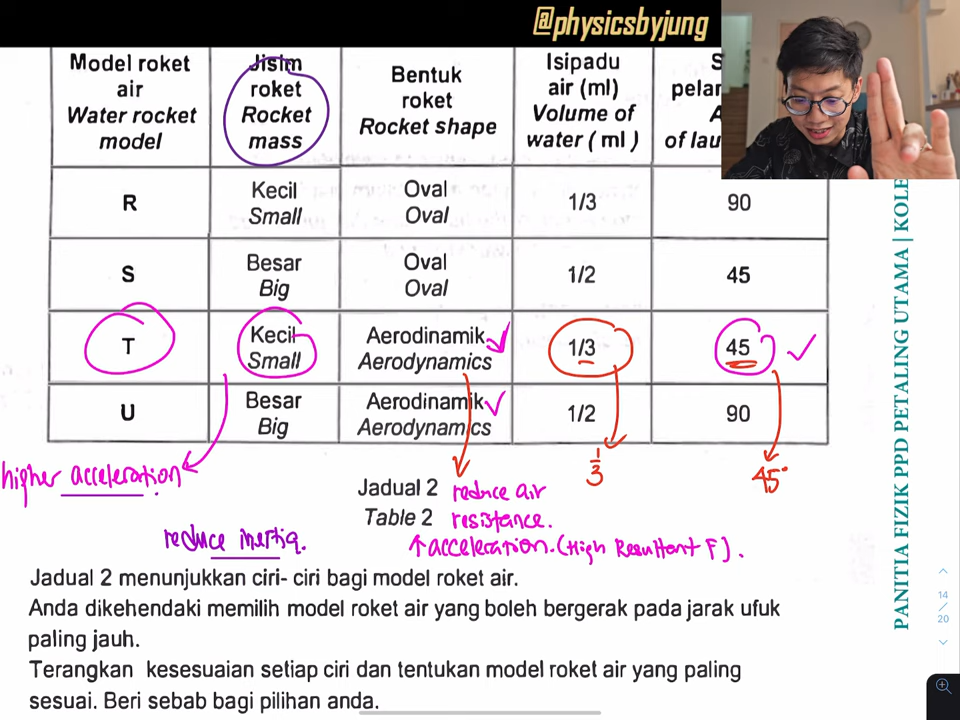 @physicsbyjung
Model roket air Water rocket model
Jisim roket Rocket mass
Bentuk roket Rocket shape
Isipadu air (ml) Volume of water ( ml )
R
Kecil Small
Oval Oval
1/3
90
S
Besar Big
Oval Oval
1/2
45
T
Kecil Small
Aerodinamik Aerodynamics
1/3
45
U
Besar Big
Aerodinamik Aerodynamics
1/2
90
higher acceleration
1/3
45°
Jadual 2 reduce air
Table 2 resistance.
reduce inertia.
↑ acceleration. (High Resultant F).
Jadual 2 menunjukkan ciri- ciri bagi model roket air.
Anda dikehendaki memilih model roket air yang boleh bergerak pada jarak ufuk
paling jauh.
Terangkan kesesuaian setiap ciri dan tentukan model roket air yang paling
sesuai. Beri sebab bagi pilihan anda.
PANITIA FIZIK PPD PETALING UTAMA |
14
/
20